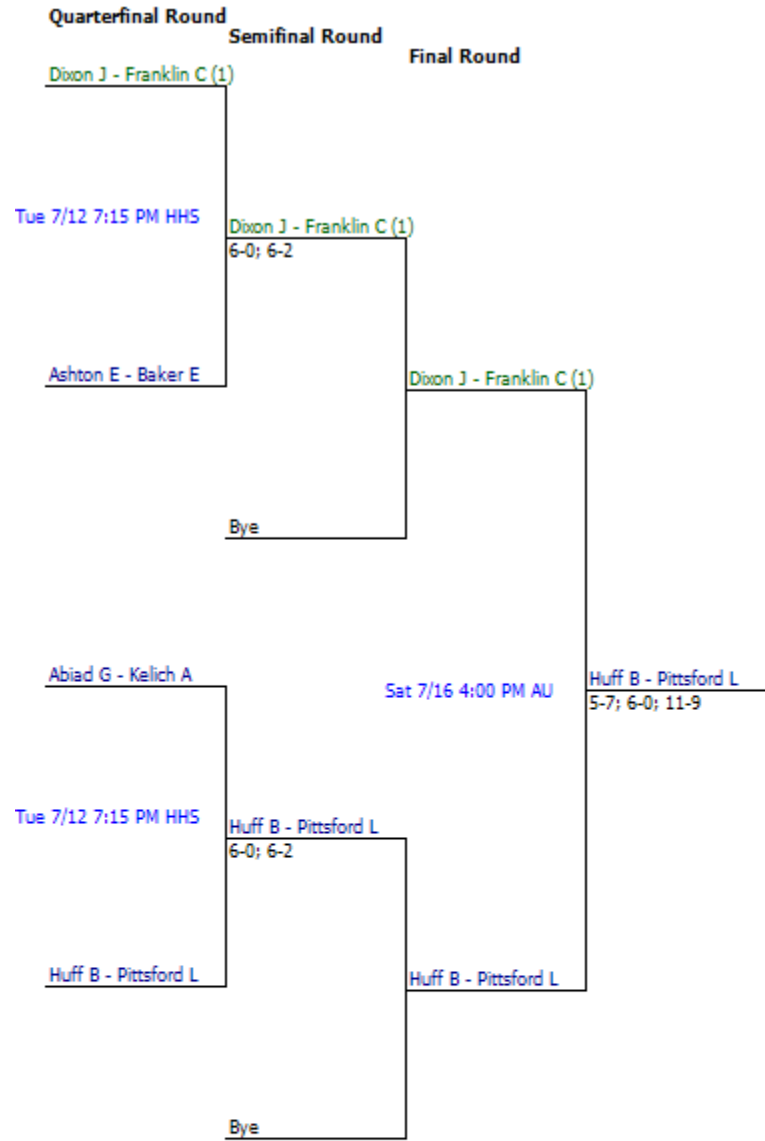 Quarterfinal Round
Semifinal Round
Final Round
Dixon J - Franklin C (1)
Tue 7/12 7:15 PM HHS
Dixon J - Franklin C (1)
6-0; 6-2
Ashton E - Baker E
Dixon J - Franklin C (1)
Bye
Abiad G - Kelich A
Sat 7/16 4:00 PM AU
Huff B - Pittsford L
5-7; 6-0; 11-9
Tue 7/12 7:15 PM HHS
Huff B - Pittsford L
6-0; 6-2
Huff B - Pittsford L
Huff B - Pittsford L
Bye